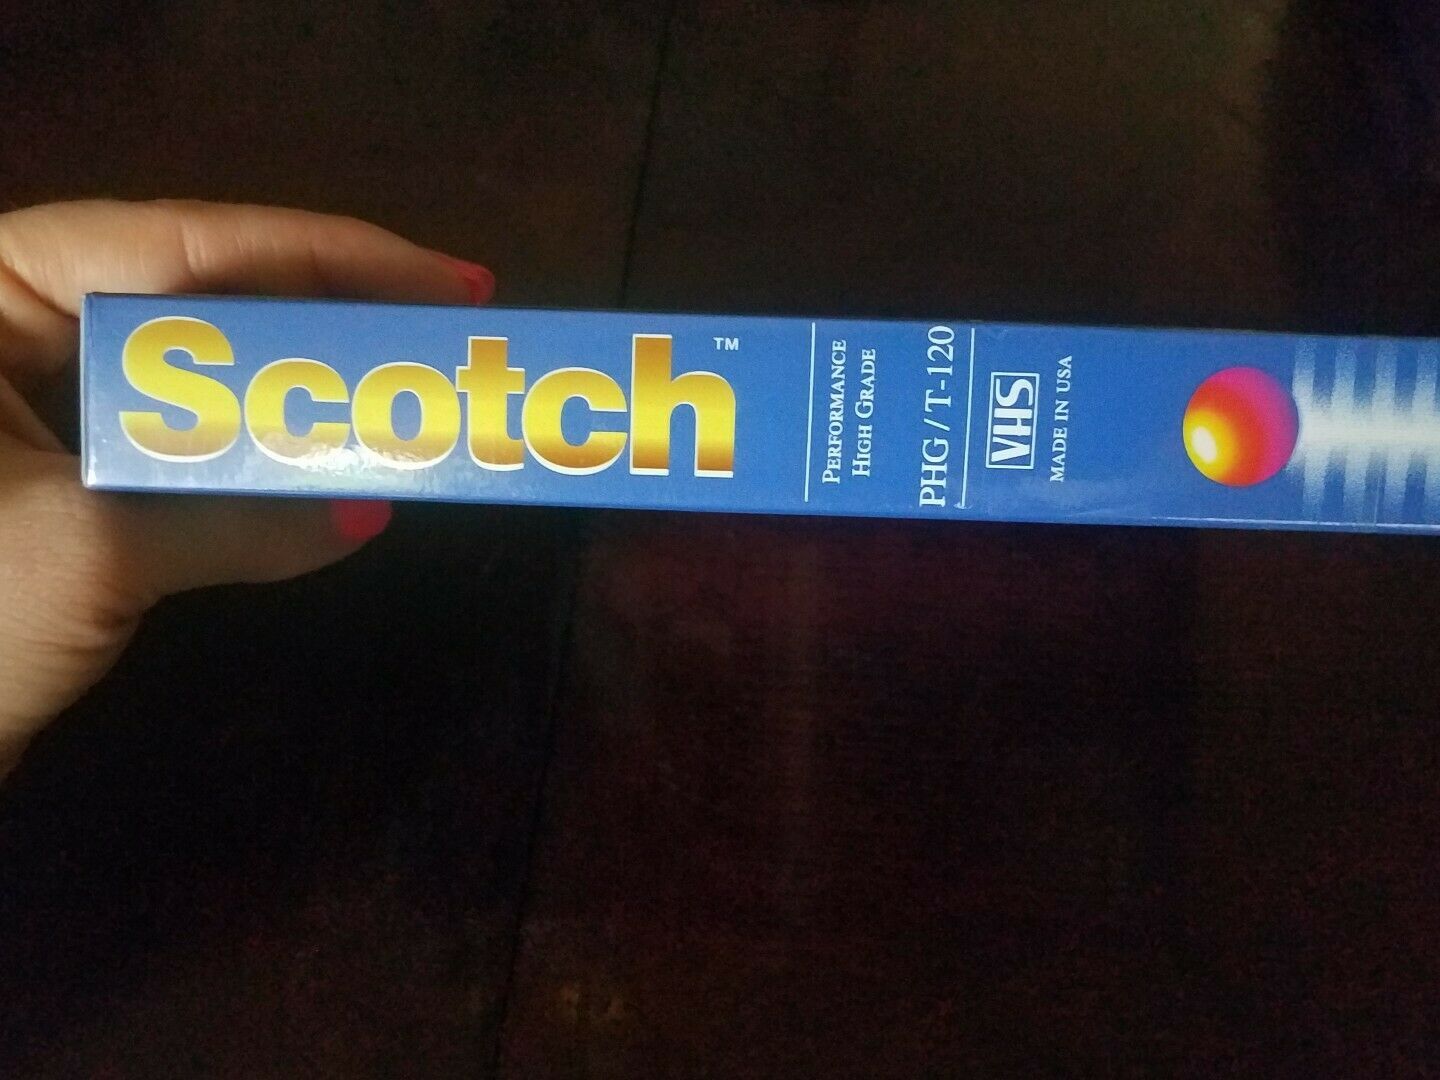 Scotch™
PERFORMANCE
HIGH GRADE
PHG / T-120
VHS
MADE IN USA